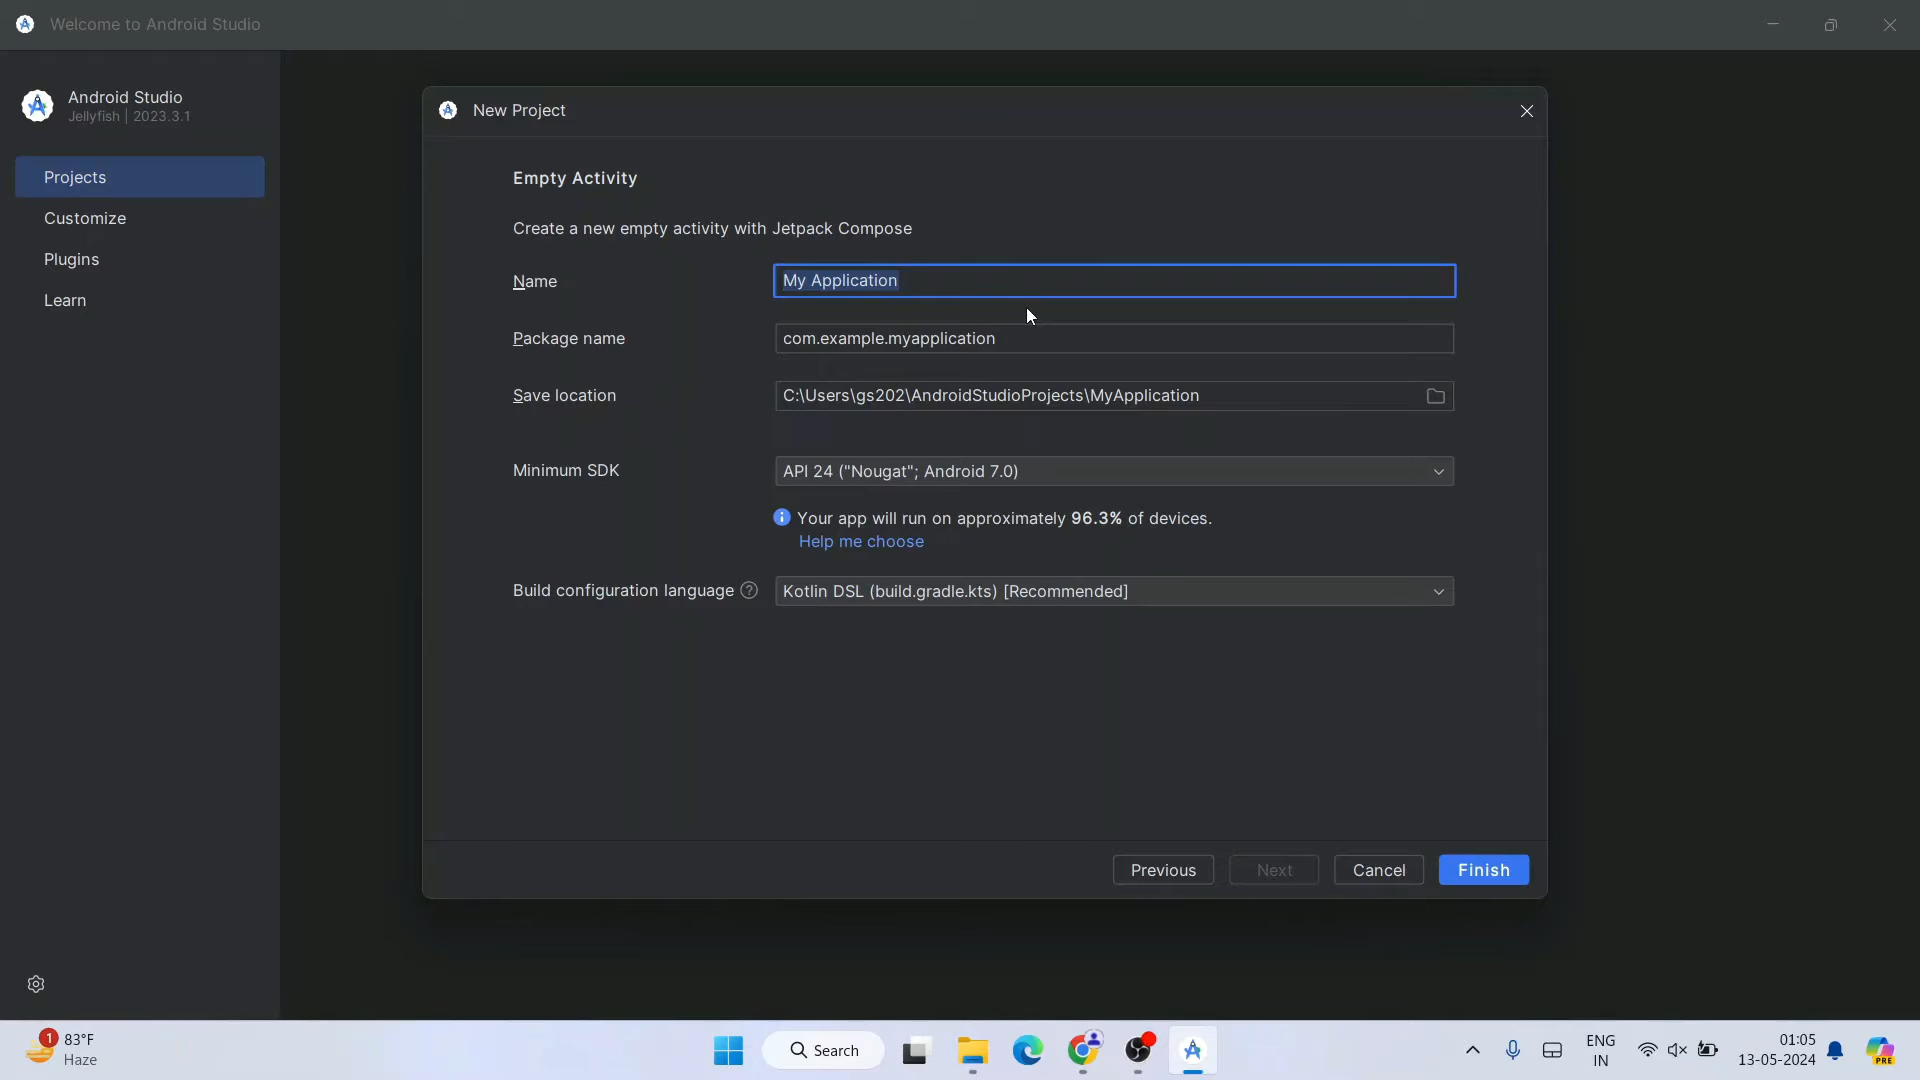 Welcome to Android Studio
Android Studio
Jellyfish | 2023.3.1
Projects
Customize
Plugins
Learn
New Project
Empty Activity
Create a new empty activity with Jetpack Compose
Name
My Application
Package name
com.example.myapplication
Save location
C:\Users\gs202\AndroidStudioProjects\MyApplication
Minimum SDK
API 24 ("Nougat"; Android 7.0)
Your app will run on approximately 96.3% of devices.
Help me choose
Build configuration language
Kotlin DSL (build.gradle.kts) [Recommended]
Previous
Next
Cancel
Finish
1
83°F
Haze
Search
ENG
IN
01:05
13-05-2024
PRE